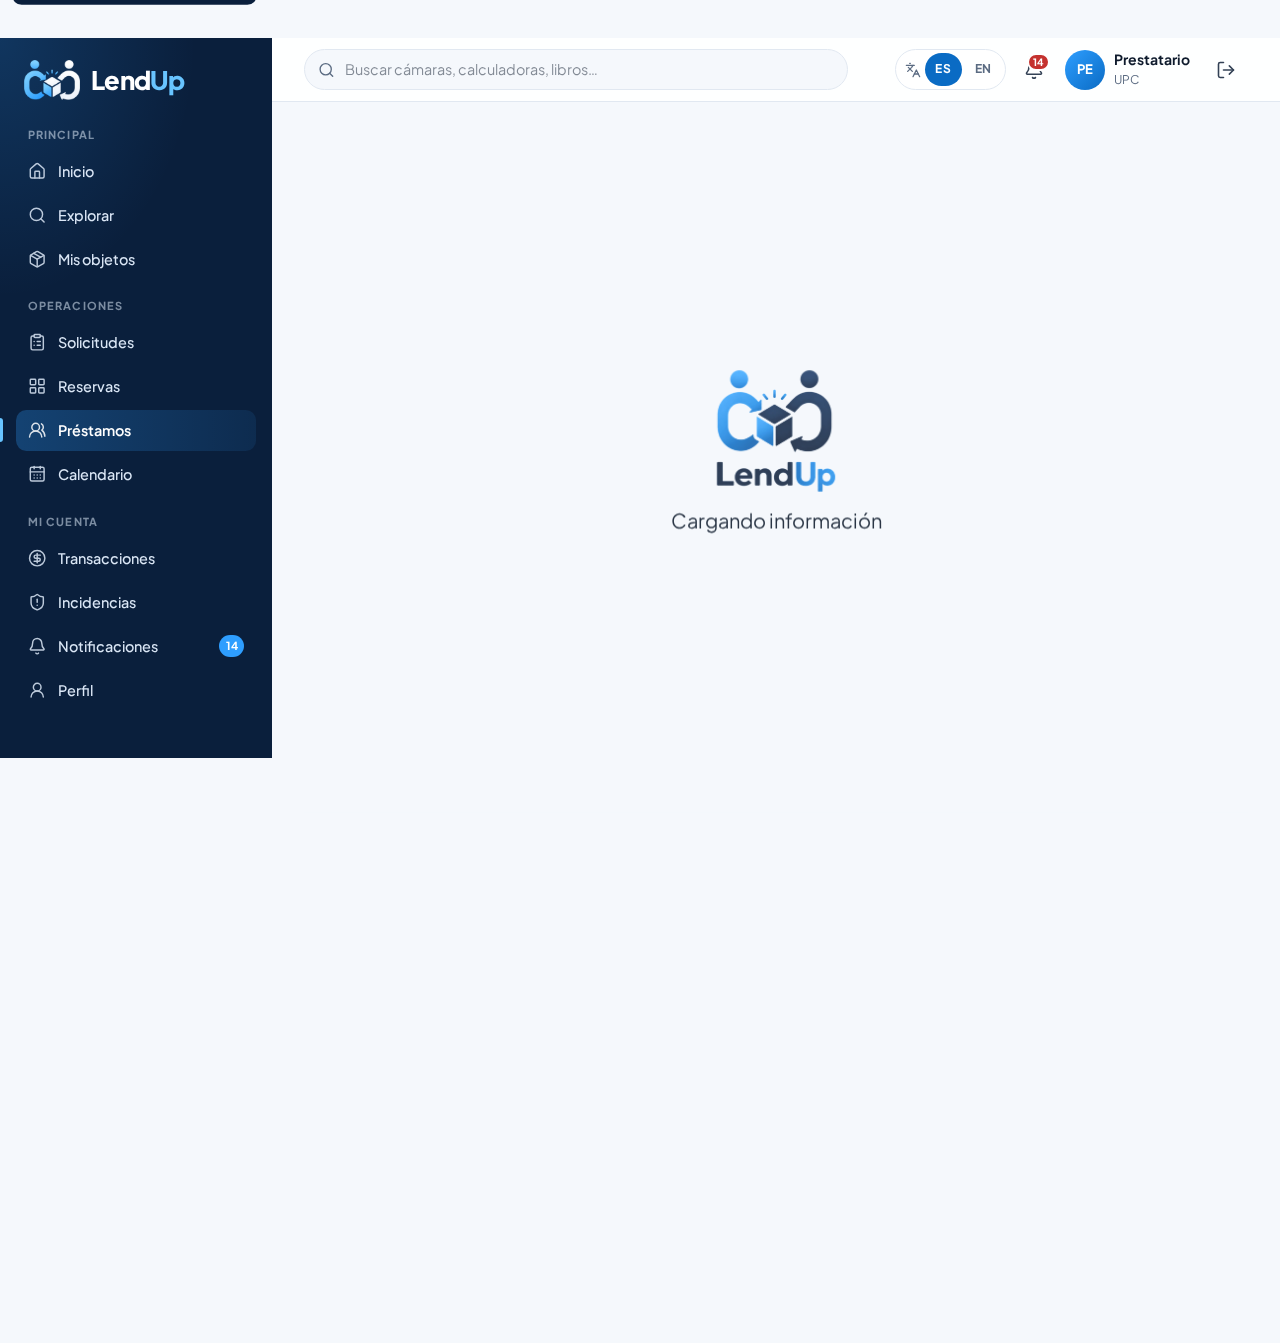 LendUp
Buscar cámaras, calculadoras, libros...
ES
EN
14
PE
Prestatario
UPC
PRINCIPAL
Inicio
Explorar
Mis objetos
OPERACIONES
Solicitudes
Reservas
Préstamos
Calendario
MI CUENTA
Transacciones
Incidencias
Notificaciones
14
Perfil
LendUp
Cargando información